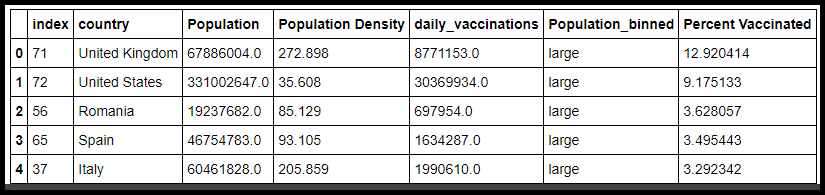 index country Population Population Density daily_vaccinations Population_binned Percent Vaccinated
0 71 United Kingdom 67886004.0 272.898 8771153.0 large 12.920414
1 72 United States 331002647.0 35.608 30369934.0 large 9.175133
2 56 Romania 19237682.0 85.129 697954.0 large 3.628057
3 65 Spain 46754783.0 93.105 1634287.0 large 3.495443
4 37 Italy 60461828.0 205.859 1990610.0 large 3.292342